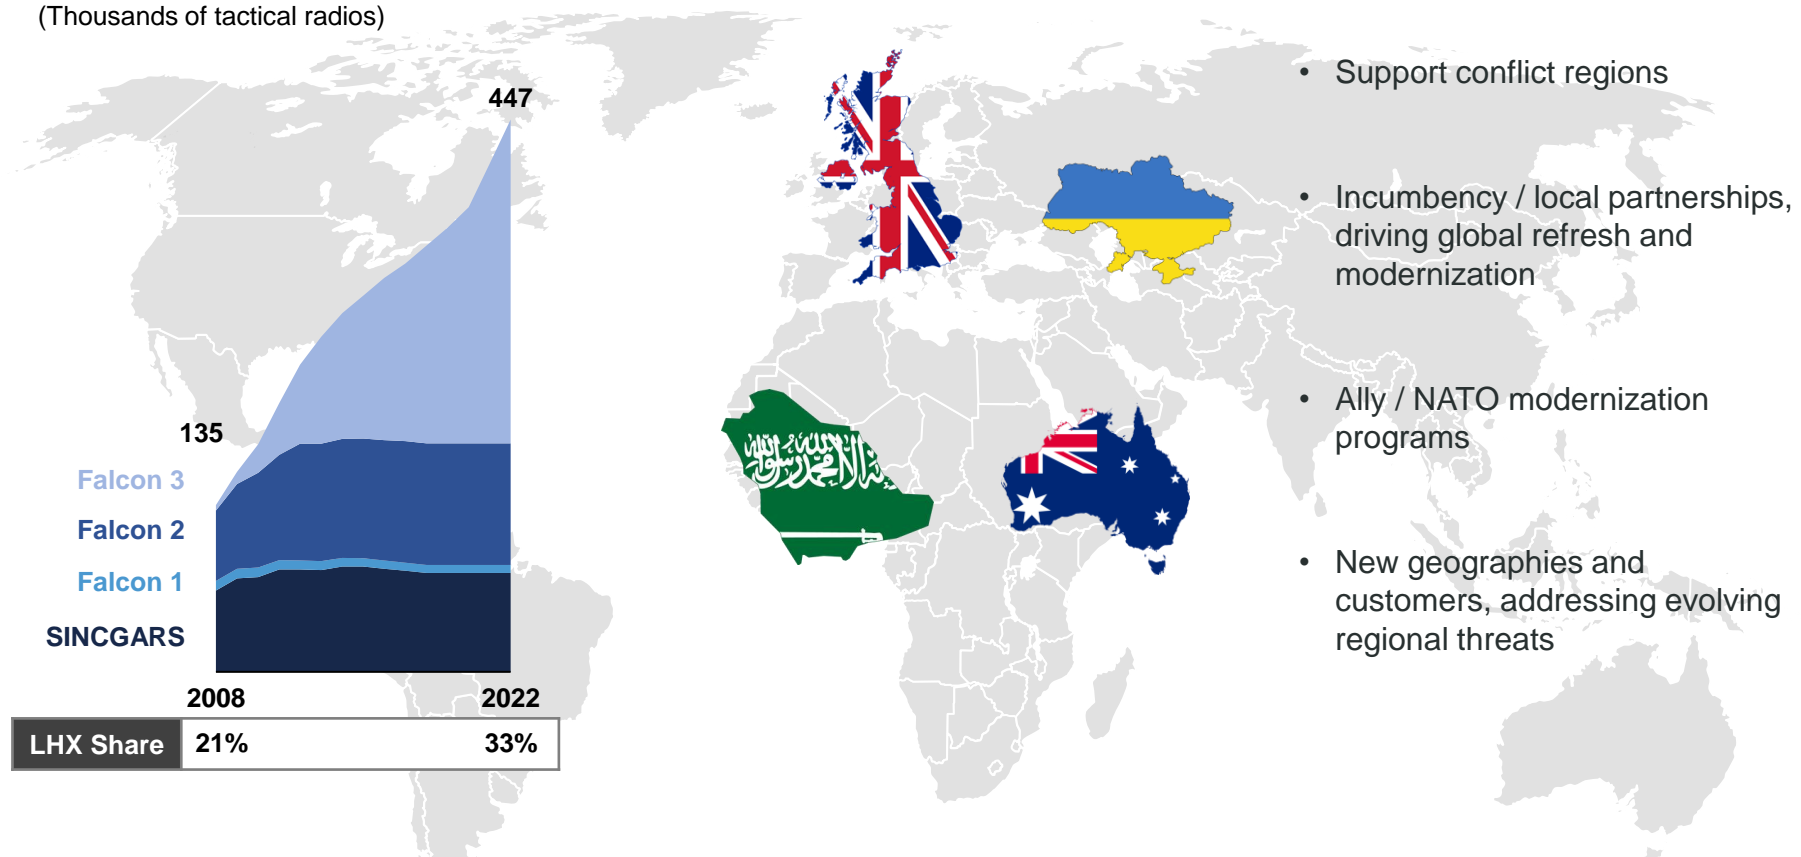 (Thousands of tactical radios)
447
135
Falcon 3
Falcon 2
Falcon 1
SINCGARS
2008 2022
LHX Share 21% 33%
• Support conflict regions
• Incumbency / local partnerships,
driving global refresh and
modernization
• Ally / NATO modernization
programs
• New geographies and
customers, addressing evolving
regional threats